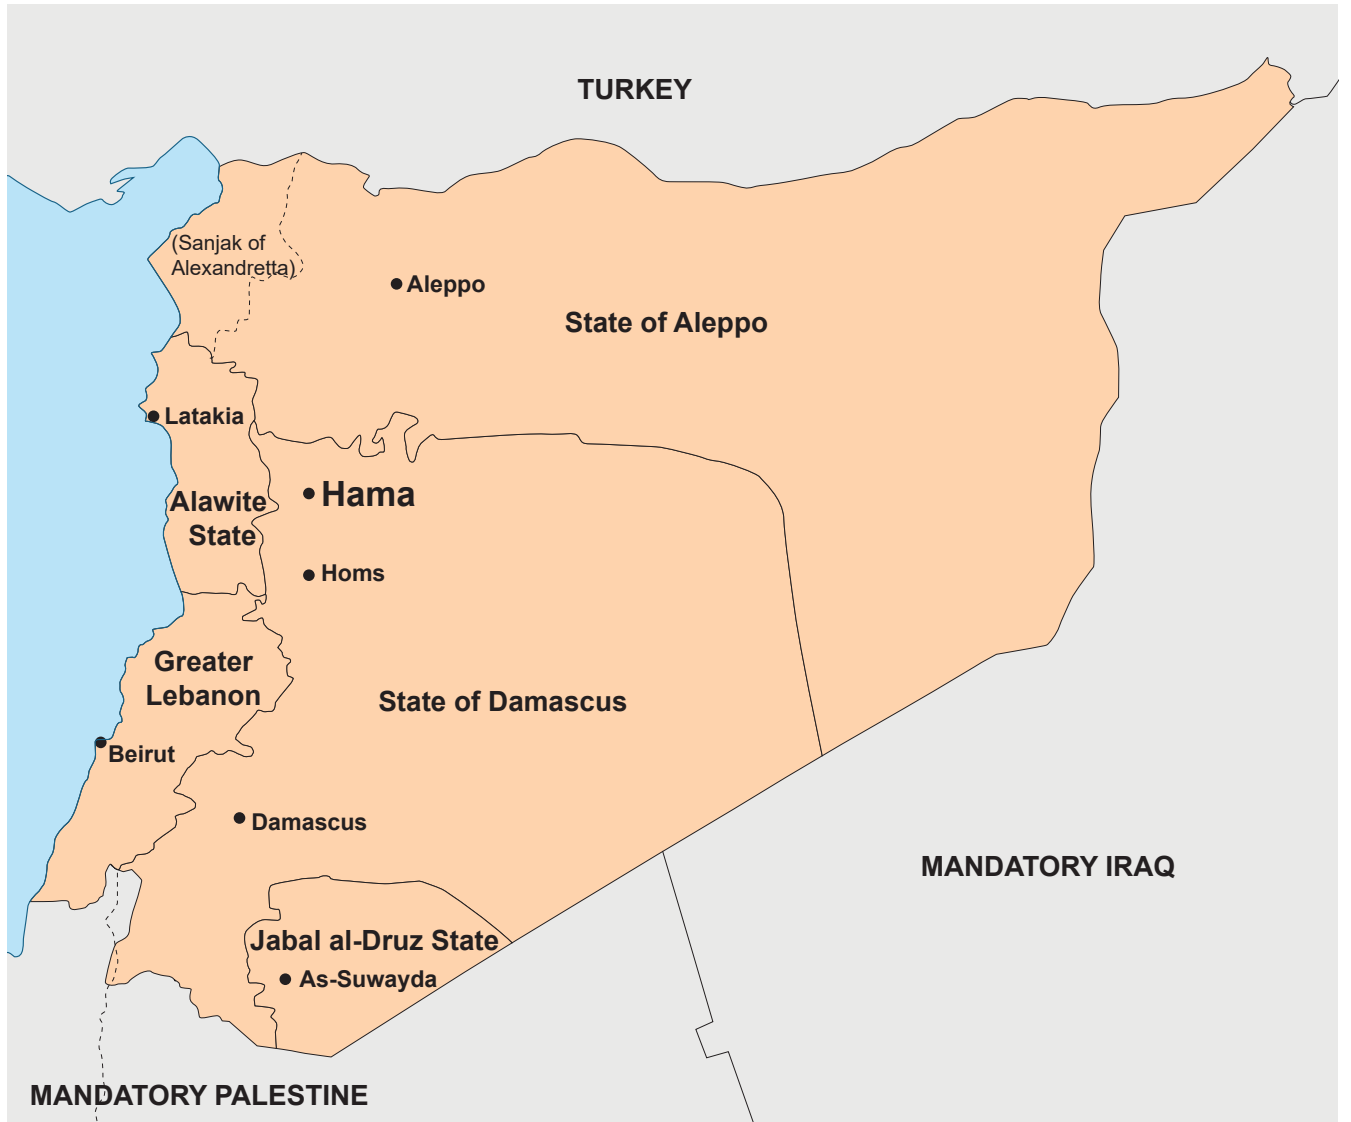 TURKEY
(Sanjak of
Alexandretta)
Aleppo
State of Aleppo
Latakia
Hama
Alawite
State
Homs
Greater
Lebanon
State of Damascus
Beirut
Damascus
MANDATORY IRAQ
Jabal al-Druz State
As-Suwayda
MANDATORY PALESTINE